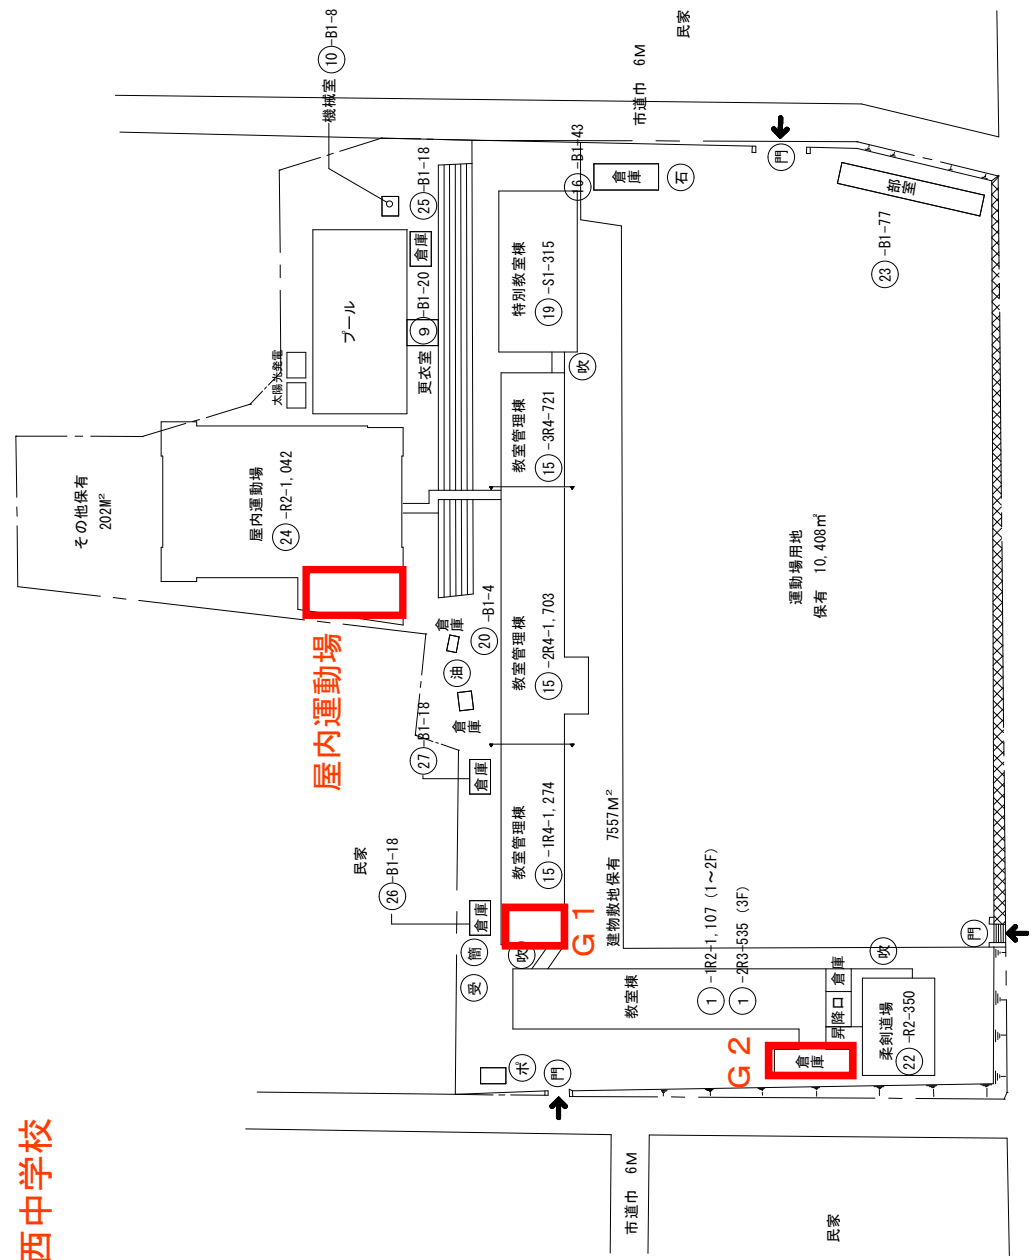 西中学校
その他保有
202M²
屋内運動場
24-R2-1,042
屋内運動場
太陽光発電
プール
機械室 10-B1-8
25-B1-18
倉庫
9-B1-20
更衣室
市道巾 6M
民家
門
16-B1-43
倉庫
石
特別教室棟
19-S1-315
吹
教室管理棟
15-3R4-721
教室管理棟
15-2R4-1,703
教室管理棟
15-1R4-1,274
20-B1-4
倉庫
油
倉庫
27-B1-18
倉庫
民家
26-B1-18
倉庫
簡
受
吹
G1
建物敷地保有 7557M²
運動場用地
保有 10,408㎡
部室
23-B1-77
教室棟
1-1R2-1,107 (1~2F)
1-2R3-535 (3F)
倉庫
昇降口
吹
柔剣道場
22-R2-350
G2
倉庫
ポ
門
門
市道巾 6M
民家